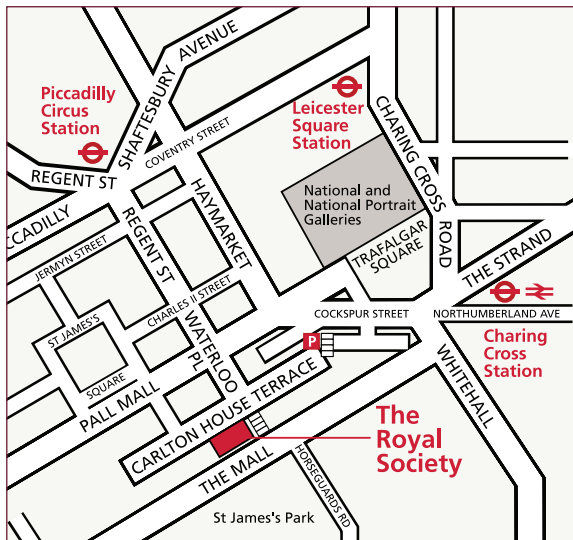 SHAFTESBURY AVENUE
Piccadilly
Circus
Station
Leicester
Square
Station
COVENTRY STREET
CHARING CROSS
ROAD
REGENT ST
National and
National Portrait
Galleries
CCADILLY
REGENT ST
HAYMARKET
TRAFALGAR
SQUARE
THE STRAND
JERMYN STREET
CHARLES II STREET
ST JAMES'S
SQUARE
WATERLOO
PL
COCKSPUR STREET
NORTHUMBERLAND AVE
P
Charing
Cross
Station
WHITEHALL
PALL MALL
CARLTON HOUSE TERRACE
The
Royal
Society
THE MALL
HORSEGUARDS RD
St James's Park